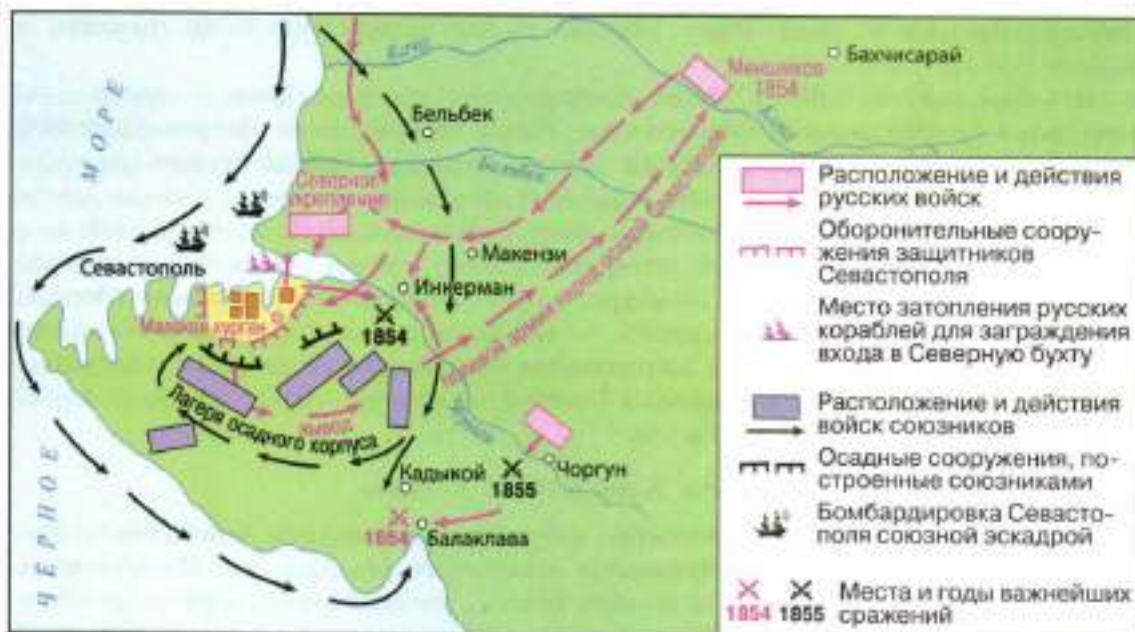 МОРЕ
ЧЕРНОЕ
Бахчисарай
Меншиков
1854
Бельбек
Бельбек
Северное
укрепление
Севастополь
Макензи
Инкерман
Малахов курган
1854
Лагеря осадного корпуса
вывод
Чоргун
1855
Кадыкой
1854
Балаклава
Расположение и действия
русских войск
Оборонительные соору-
жения защитников
Севастополя
Место затопления русских
кораблей для заграждения
входа в Северную бухту
Расположение и действия
войск союзников
Осадные сооружения, по-
строенные союзниками
Бомбардировка Севасто-
поля союзной эскадрой
1854 1855
Места и годы важнейших
сражений